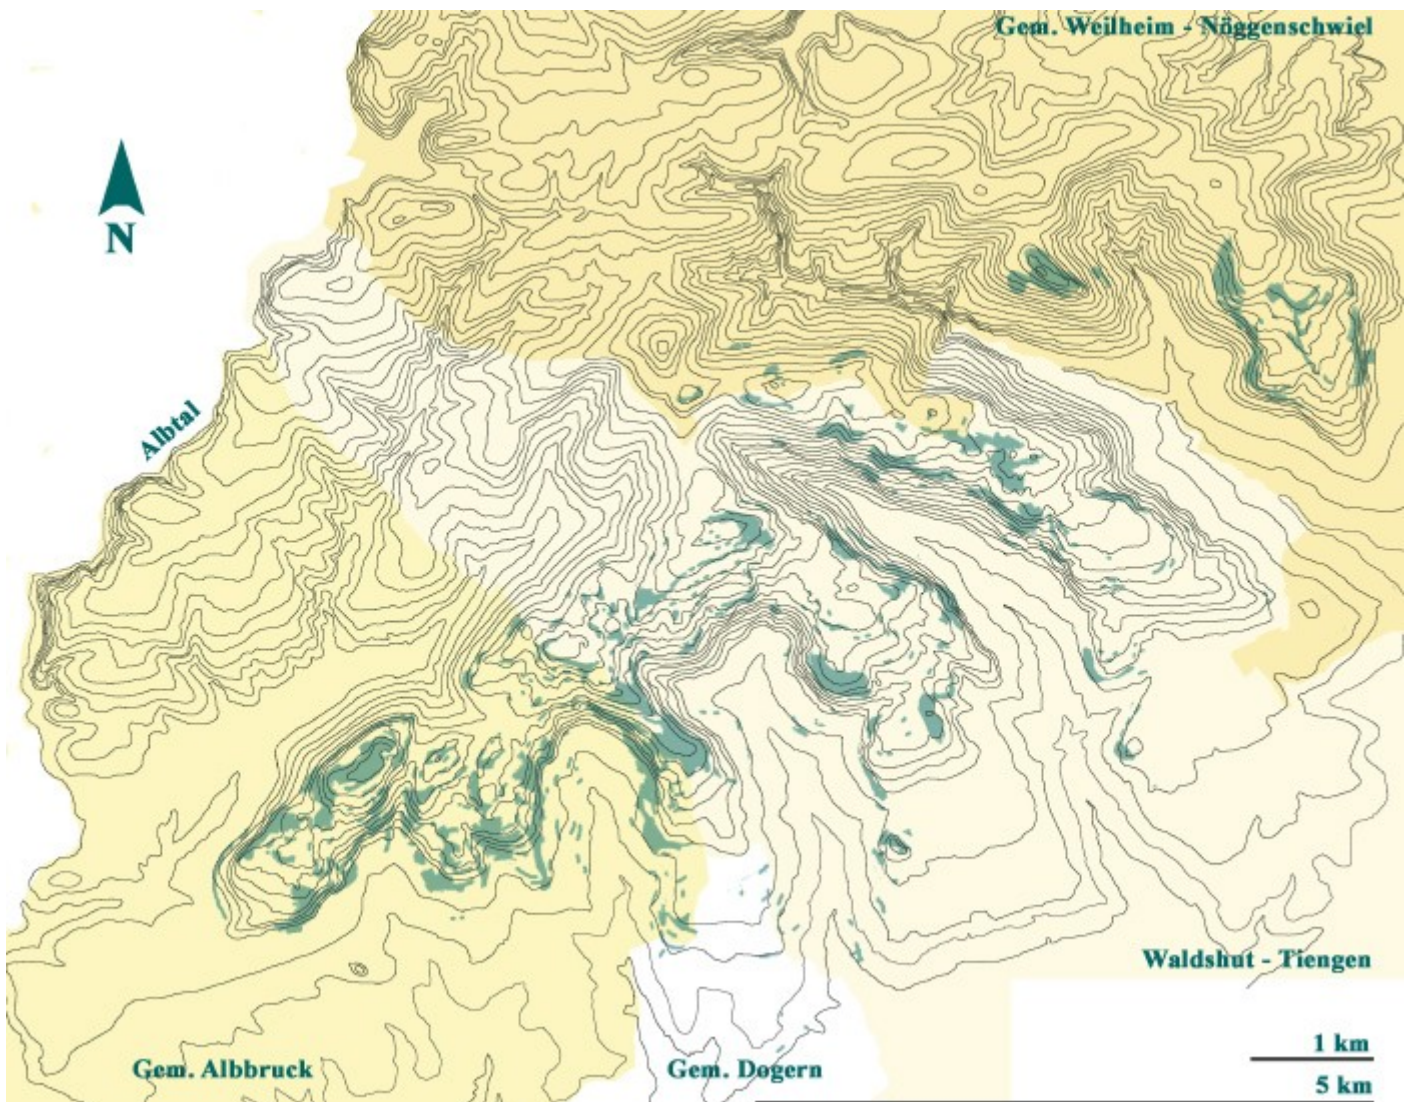 Gem. Weilheim - Nöggenschwiel
N
Albtal
Waldshut - Tiengen
1 km
Gem. Albbruck
Gem. Dogern
5 km